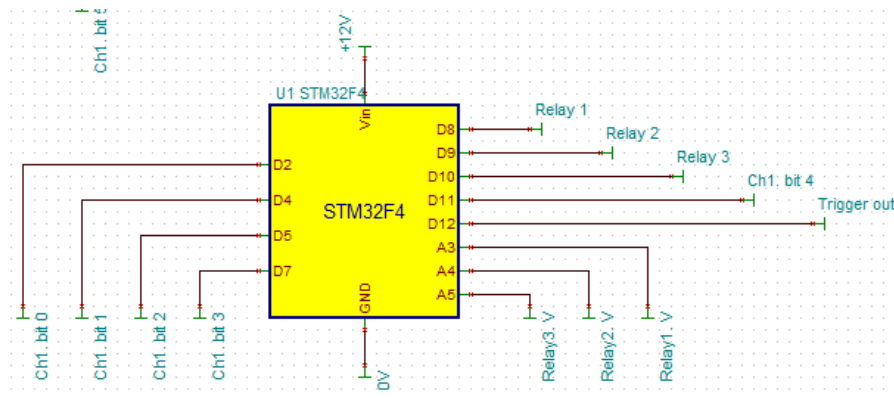 Ch1. bit 5
+12V
U1 STM32F4
Vin
D8
Relay 1
D9
Relay 2
D2
D10
Relay 3
D4
STM32F4
D11
Ch1. bit 4
D12
Trigger out
D5
A3
D7
A4
GND
A5
Ch1. bit 0
Ch1. bit 1
Ch1. bit 2
Ch1. bit 3
0V
Relay3. V
Relay2. V
Relay1. V